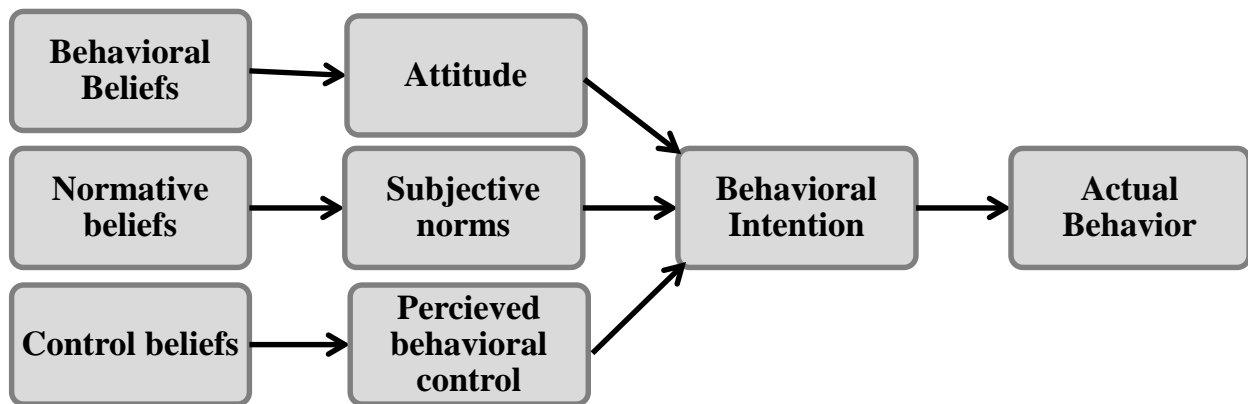 Behavioral
Beliefs
Attitude
Normative
beliefs
Subjective
norms
Behavioral
Intention
Actual
Behavior
Control beliefs
Percieved
behavioral
control